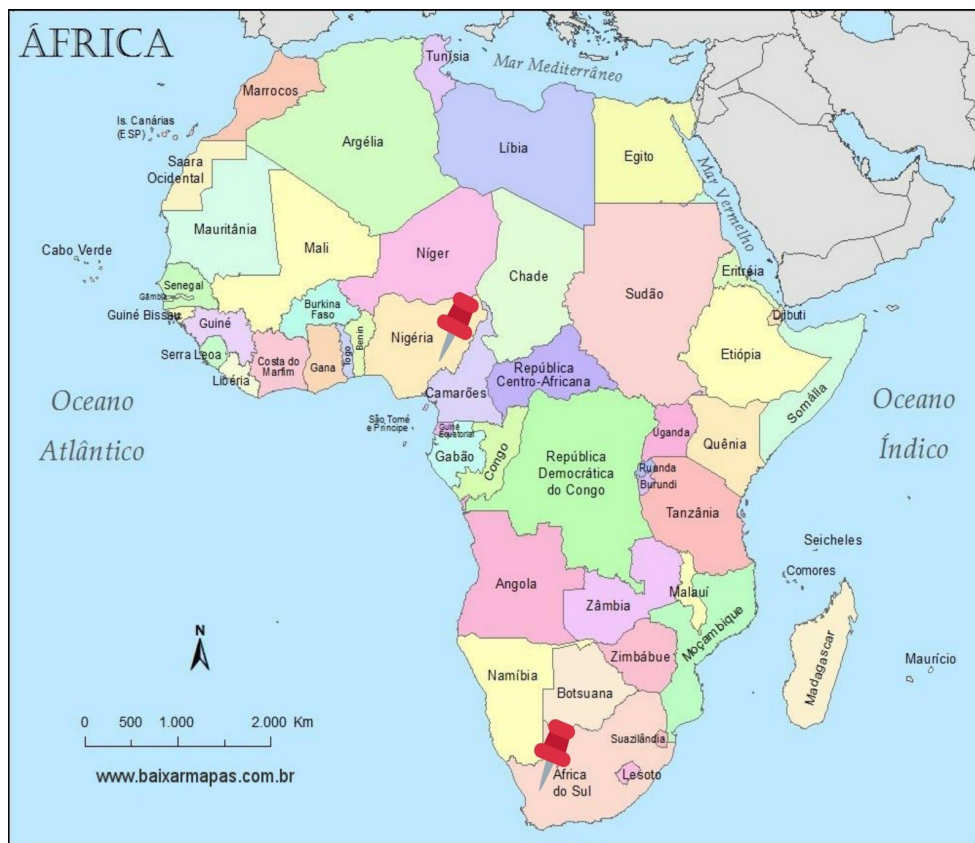 ÁFRICA
Mar Mediterrâneo
Tunísia
Marrocos
Is. Canárias
(ESP)
Argélia
Líbia
Egito
Saara
Ocidental
Mar Vermelho
Mauritânia
Mali
Níger
Chade
Sudão
Eritréia
Cabo Verde
Senegal
Gâmbia
Guiné Bissau
Guiné
Burkina
Faso
Benin
Nigéria
Djibuti
Serra Leoa
Costa do
Marfim
Gana
Togo
Libéria
Camarões
República
Centro-Africana
Etiópia
Somália
Oceano
Atlântico
Oceano
Índico
São Tomé
e Principe
Guiné
Equatorial
Gabão
Congo
República
Democrática
do Congo
Uganda
Quênia
Ruanda
Burundi
Tanzânia
Seicheles
Comores
Angola
Zâmbia
Malauí
Moçambique
Madagascar
Maurício
N
Zimbábue
Namíbia
Botsuana
0 500 1.000 2.000 Km
www.baixarmapas.com.br
Suazilândia
Lesoto
África
do Sul